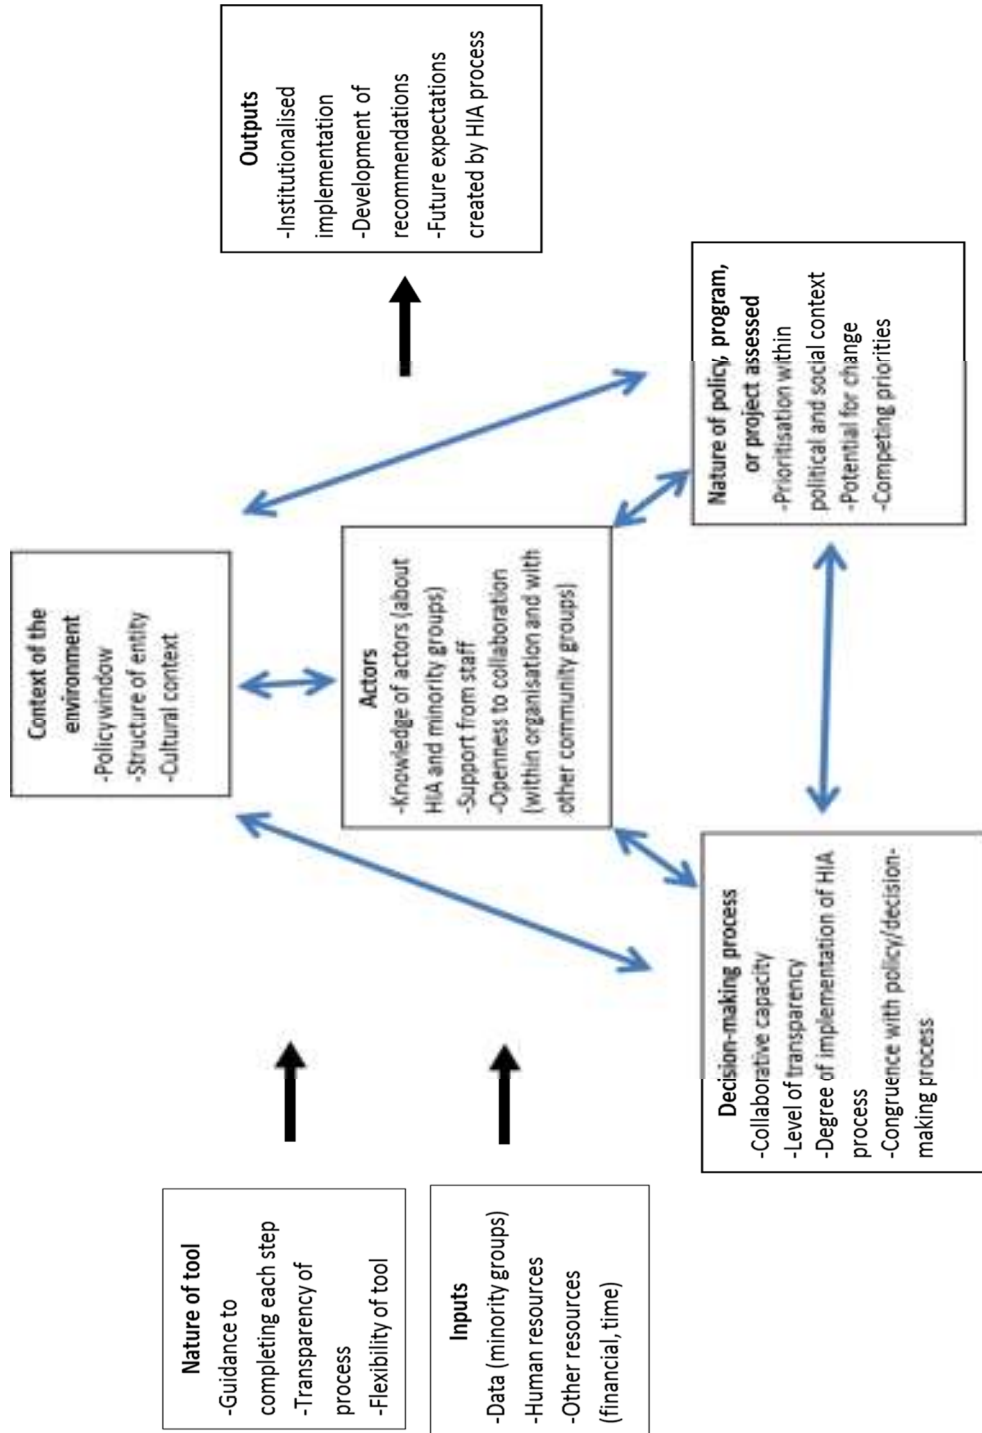 Nature of tool
-Guidance to
completing each step
-Transparency of
process
-Flexibility of tool
Inputs
-Data (minority groups)
-Human resources
-Other resources
(financial, time)
Context of the
environment
-Policy window
-Structure of entity
-Cultural context
Actors
-Knowledge of actors (about
HIA and minority groups)
-Support from staff
-Openness to collaboration
(within organisation and with
other community groups)
Decision-making process
-Collaborative capacity
-Level of transparency
-Degree of implementation of HIA
process
-Congruence with policy/decision-
making process
Nature of policy, program,
or project assessed
-Prioritisation within
political and social context
-Potential for change
-Competing priorities
Outputs
-Institutionalised
implementation
-Development of
recommendations
-Future expectations
created by HIA process